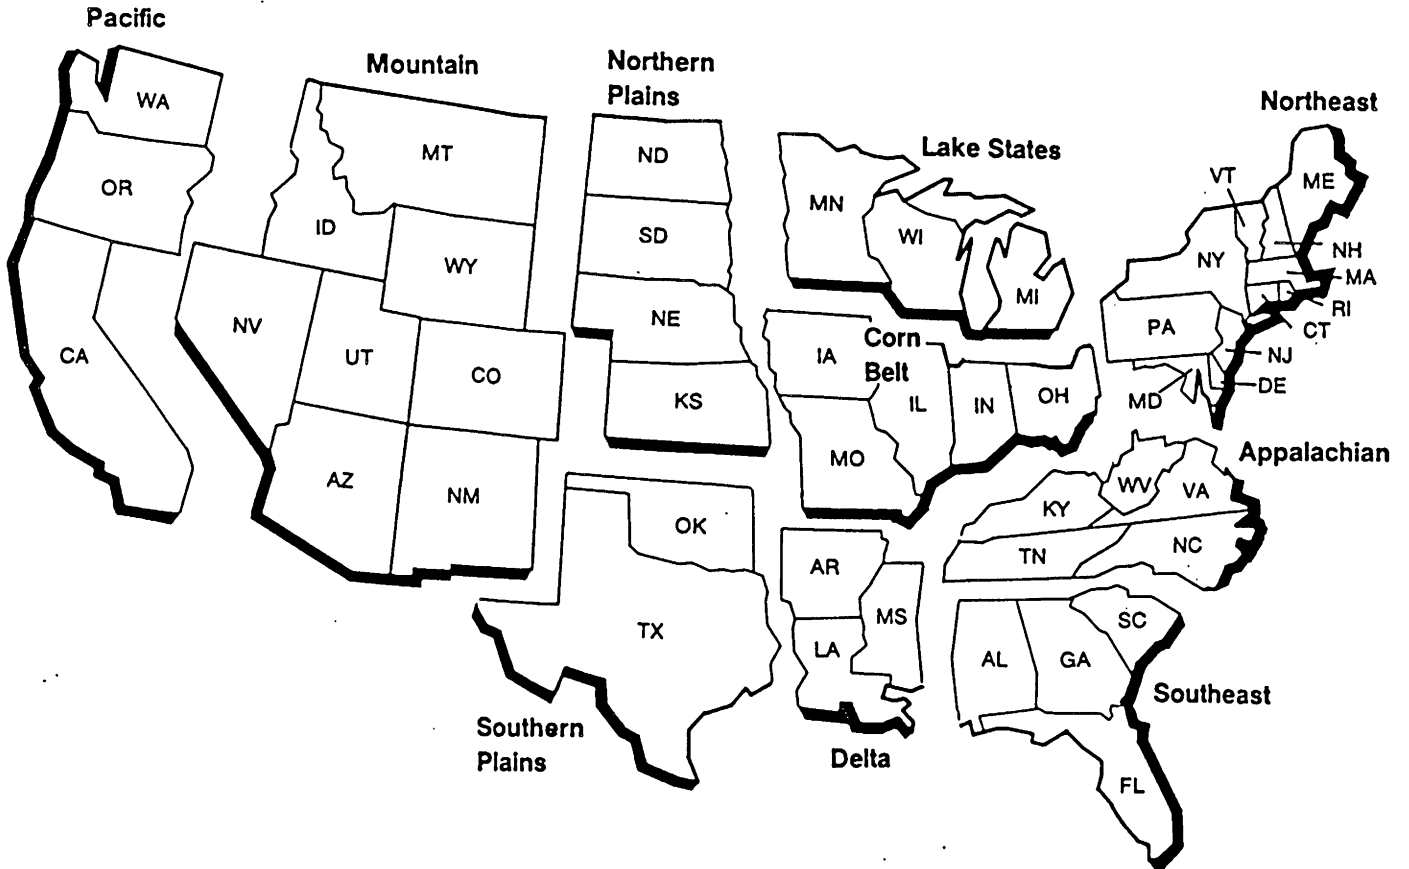 Pacific
WA
OR
CA
Mountain
MT
ID
WY
NV
UT
CO
AZ
NM
Northern
Plains
ND
SD
NE
KS
Lake States
MN
WI
MI
Corn
Belt
IA
IL
IN
OH
MO
Northeast
ME
VT
NH
NY
MA
RI
CT
PA
NJ
DE
MD
Appalachian
WV
VA
KY
TN
NC
Southern
Plains
OK
TX
Delta
AR
MS
LA
Southeast
SC
AL
GA
FL